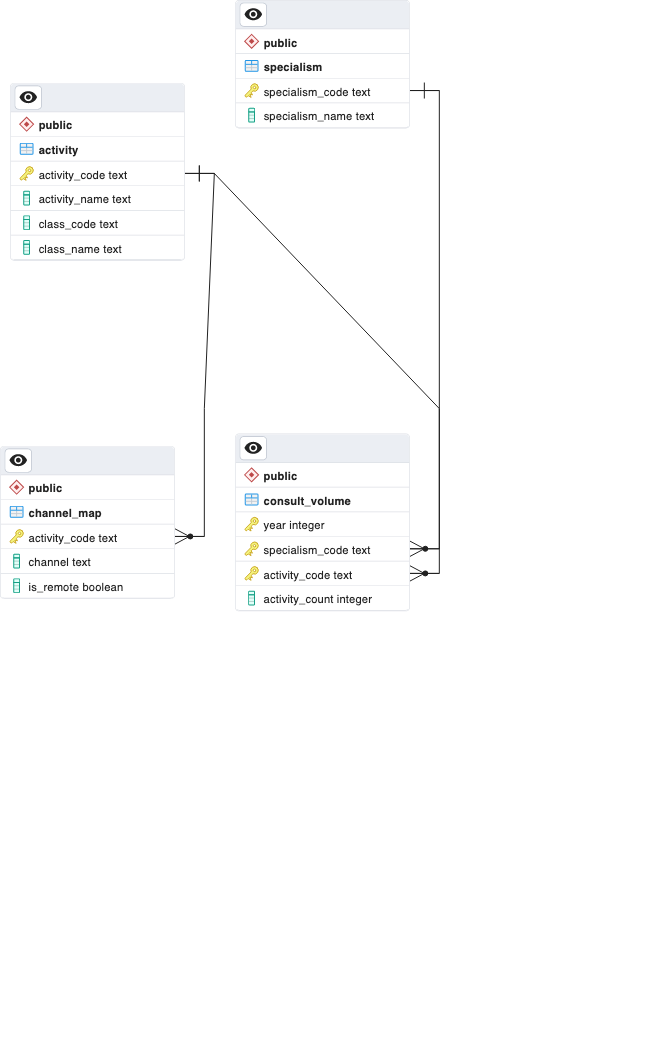 public
specialism
specialism_code text
specialism_name text
public
activity
activity_code text
activity_name text
class_code text
class_name text
public
channel_map
activity_code text
channel text
is_remote boolean
public
consult_volume
year integer
specialism_code text
activity_code text
activity_count integer